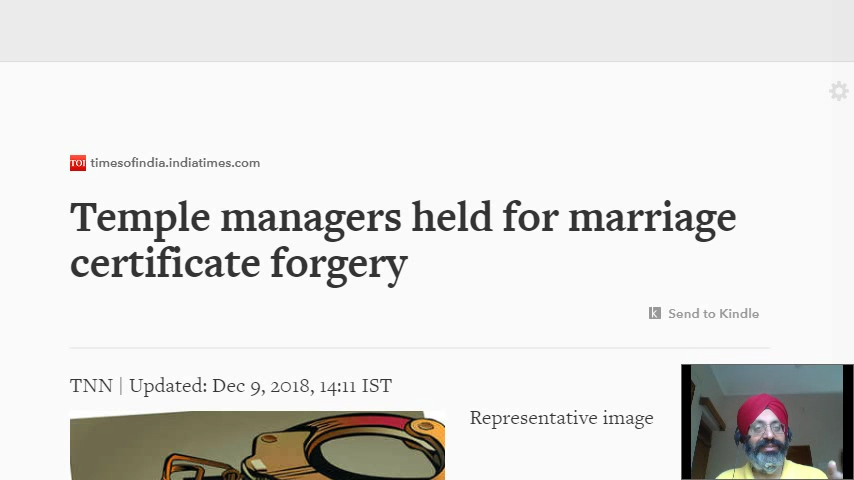 TOI timesofindia.indiatimes.com
Temple managers held for marriage
certificate forgery
k Send to Kindle
TNN | Updated: Dec 9, 2018, 14:11 IST
Representative image